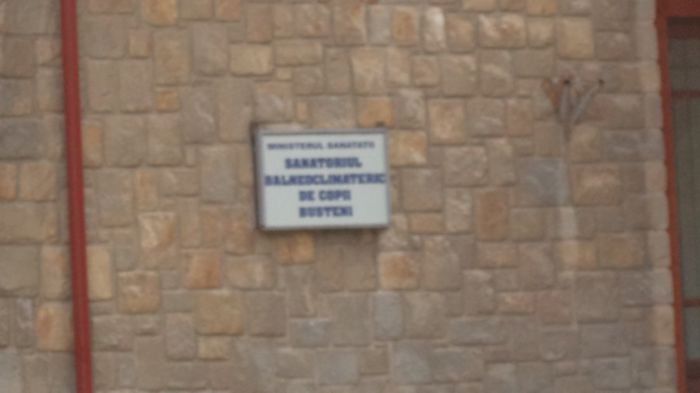 MINISTERUL SANATATII
SANATORIUL
BALNEOCLIMATERIC
DE COPII
BUSTENI